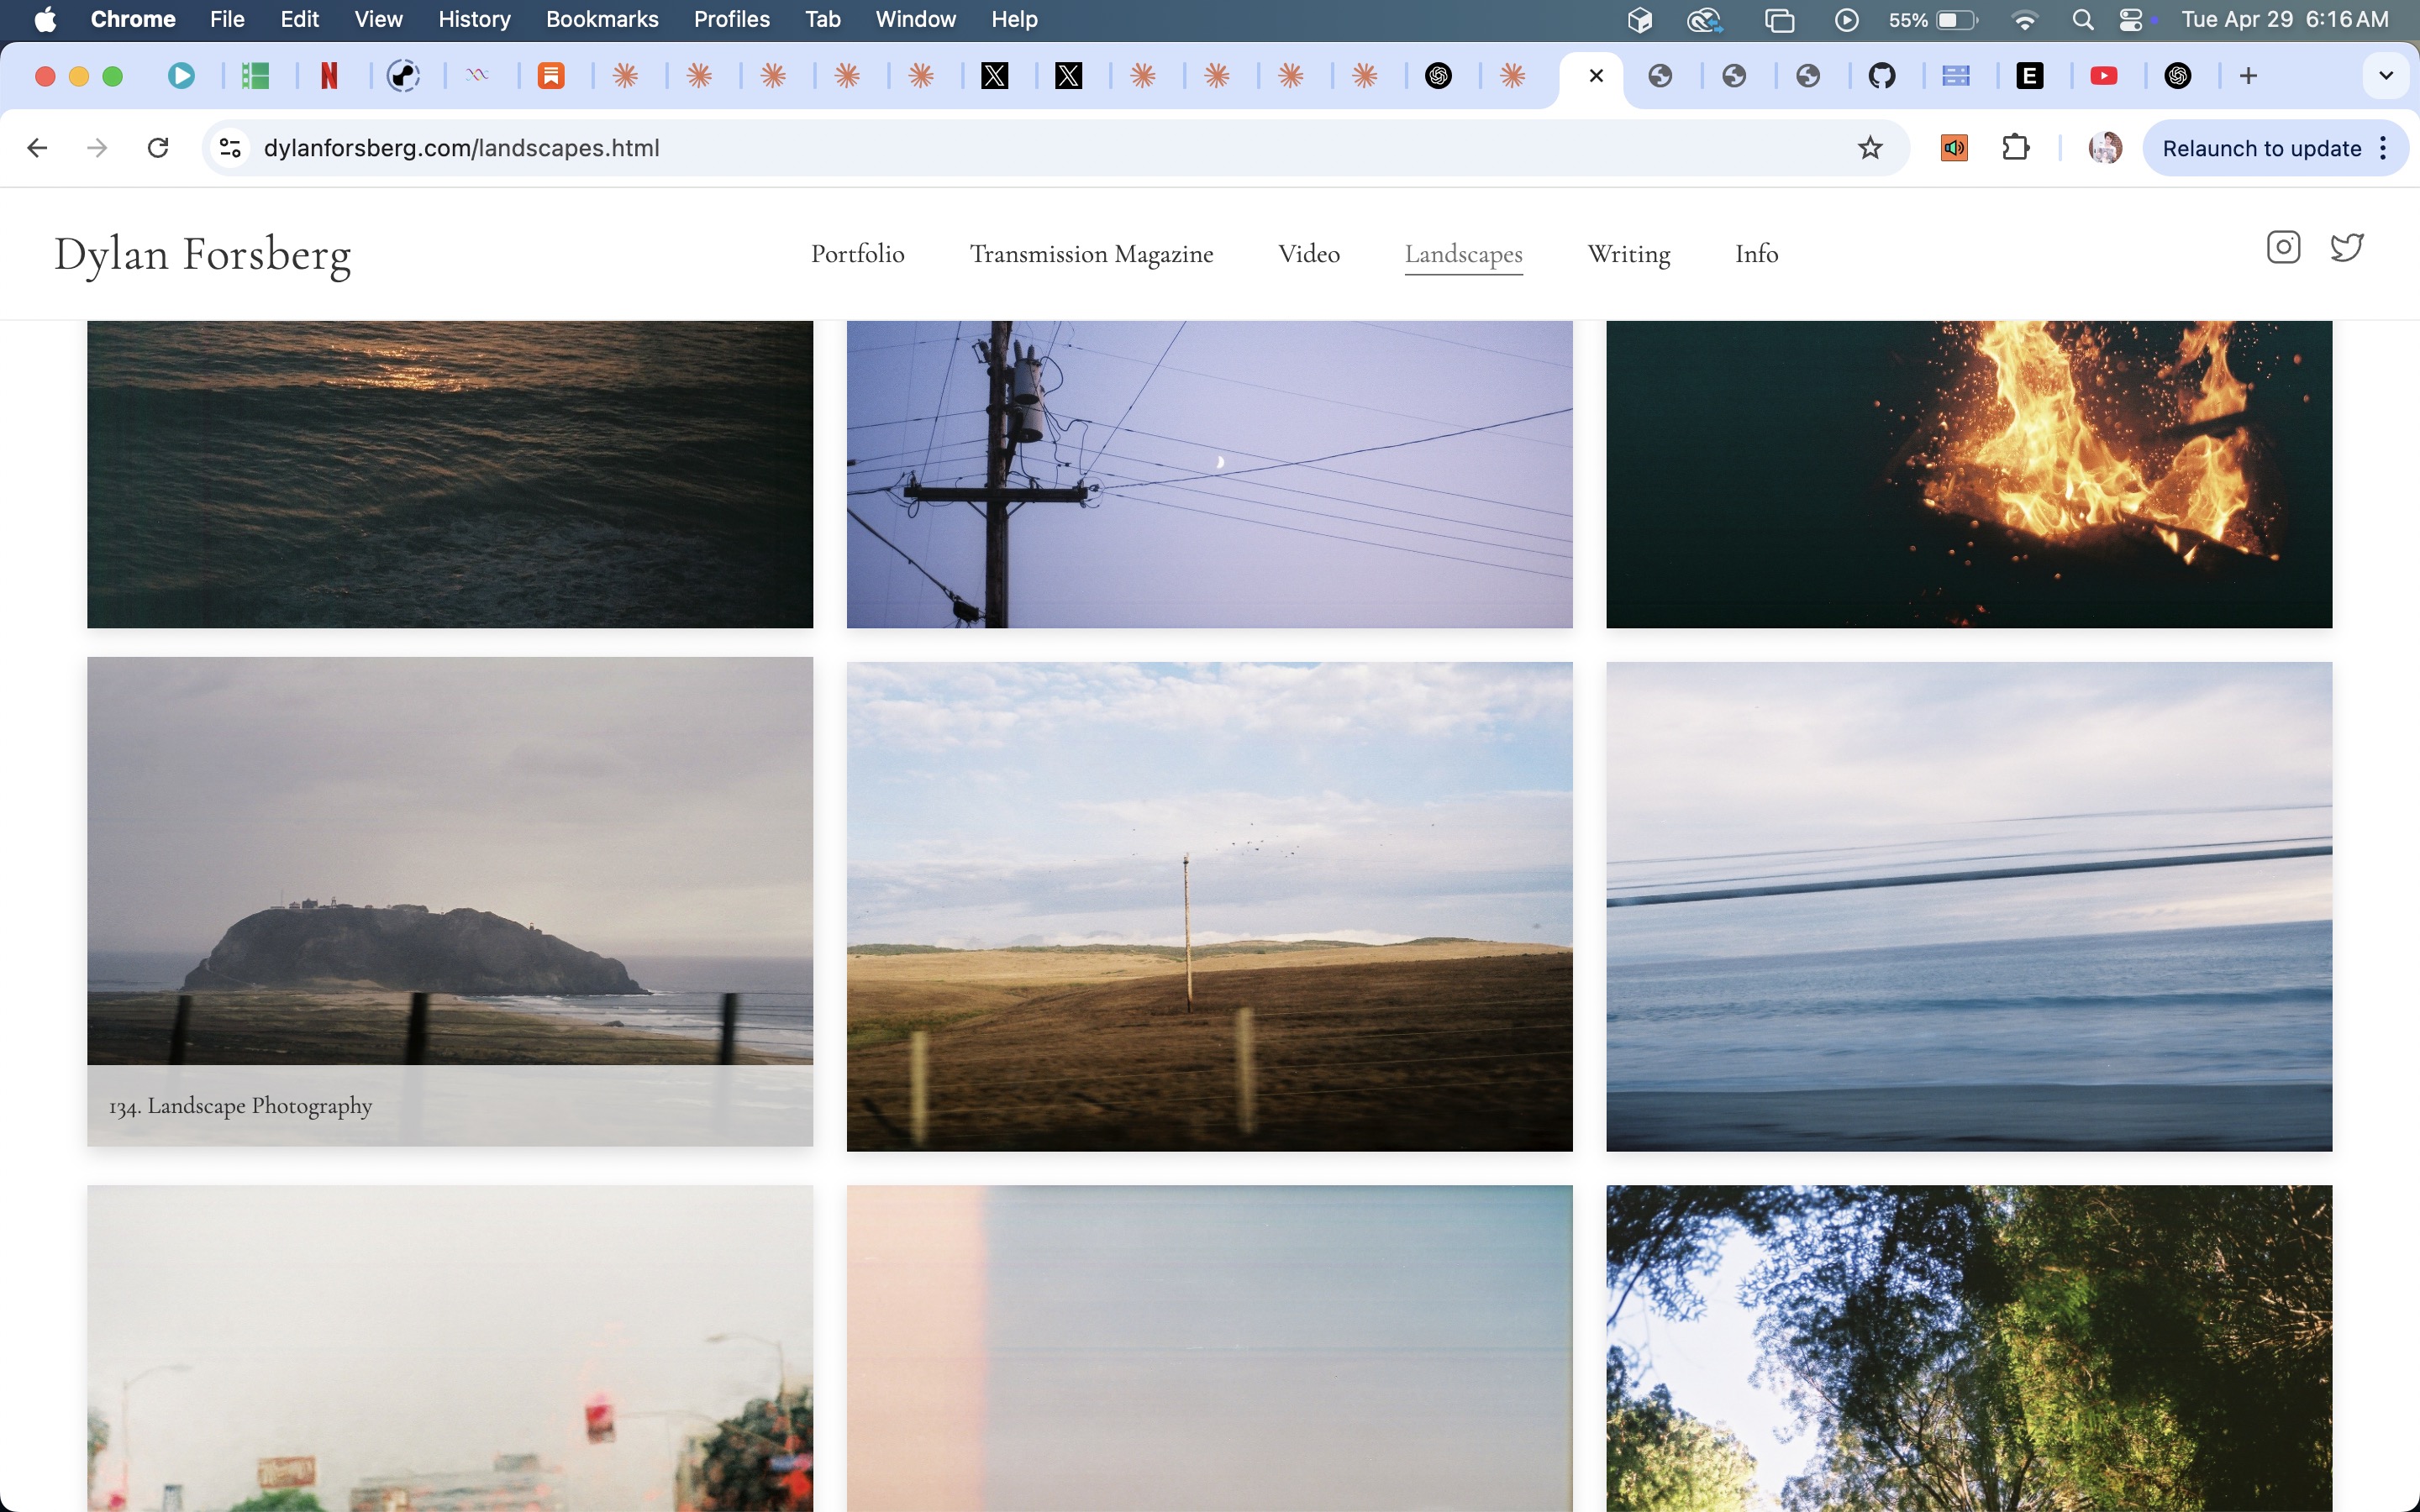 Chrome File Edit View History Bookmarks Profiles Tab Window Help 55% Tue Apr 29 6:16 AM
dylanforsberg.com/landscapes.html Relaunch to update
Dylan Forsberg Portfolio Transmission Magazine Video Landscapes Writing Info
134. Landscape Photography